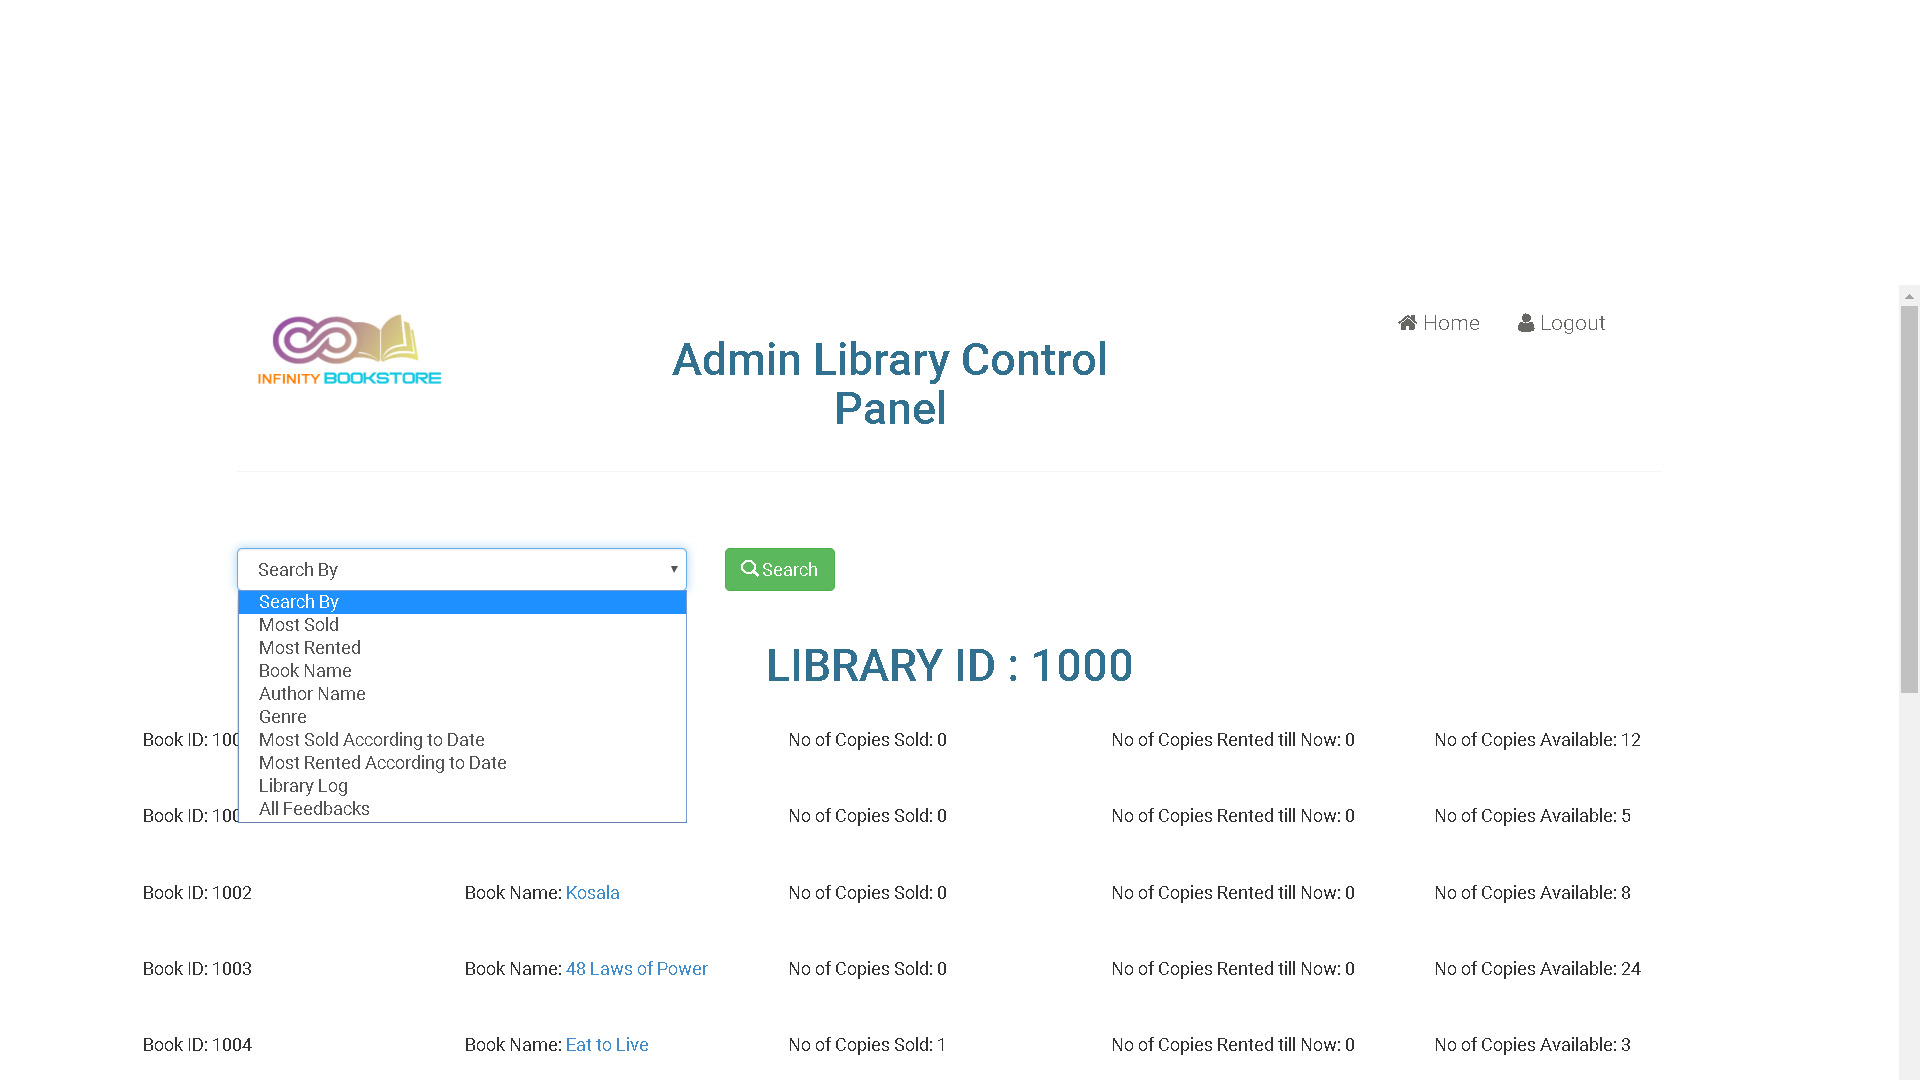 INFINITY BOOKSTORE
Admin Library Control
Panel
Home
Logout
Search By
Search
Search By
Most Sold
Most Rented
Book Name
Author Name
Genre
Most Sold According to Date
Most Rented According to Date
Library Log
All Feedbacks
LIBRARY ID : 1000
Book ID: No of Copies Sold: 0 No of Copies Rented till Now: 0 No of Copies Available: 12
Book ID: No of Copies Sold: 0 No of Copies Rented till Now: 0 No of Copies Available: 5
Book ID: 1002 Book Name: Kosala No of Copies Sold: 0 No of Copies Rented till Now: 0 No of Copies Available: 8
Book ID: 1003 Book Name: 48 Laws of Power No of Copies Sold: 0 No of Copies Rented till Now: 0 No of Copies Available: 24
Book ID: 1004 Book Name: Eat to Live No of Copies Sold: 1 No of Copies Rented till Now: 0 No of Copies Available: 3